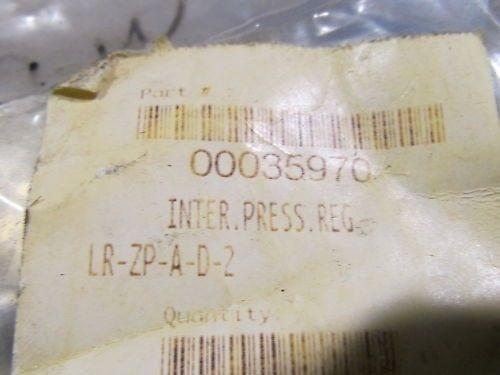 Part #
00035970
INTER.PRESS.REG.
LR-ZP-A-D-2
Quantity